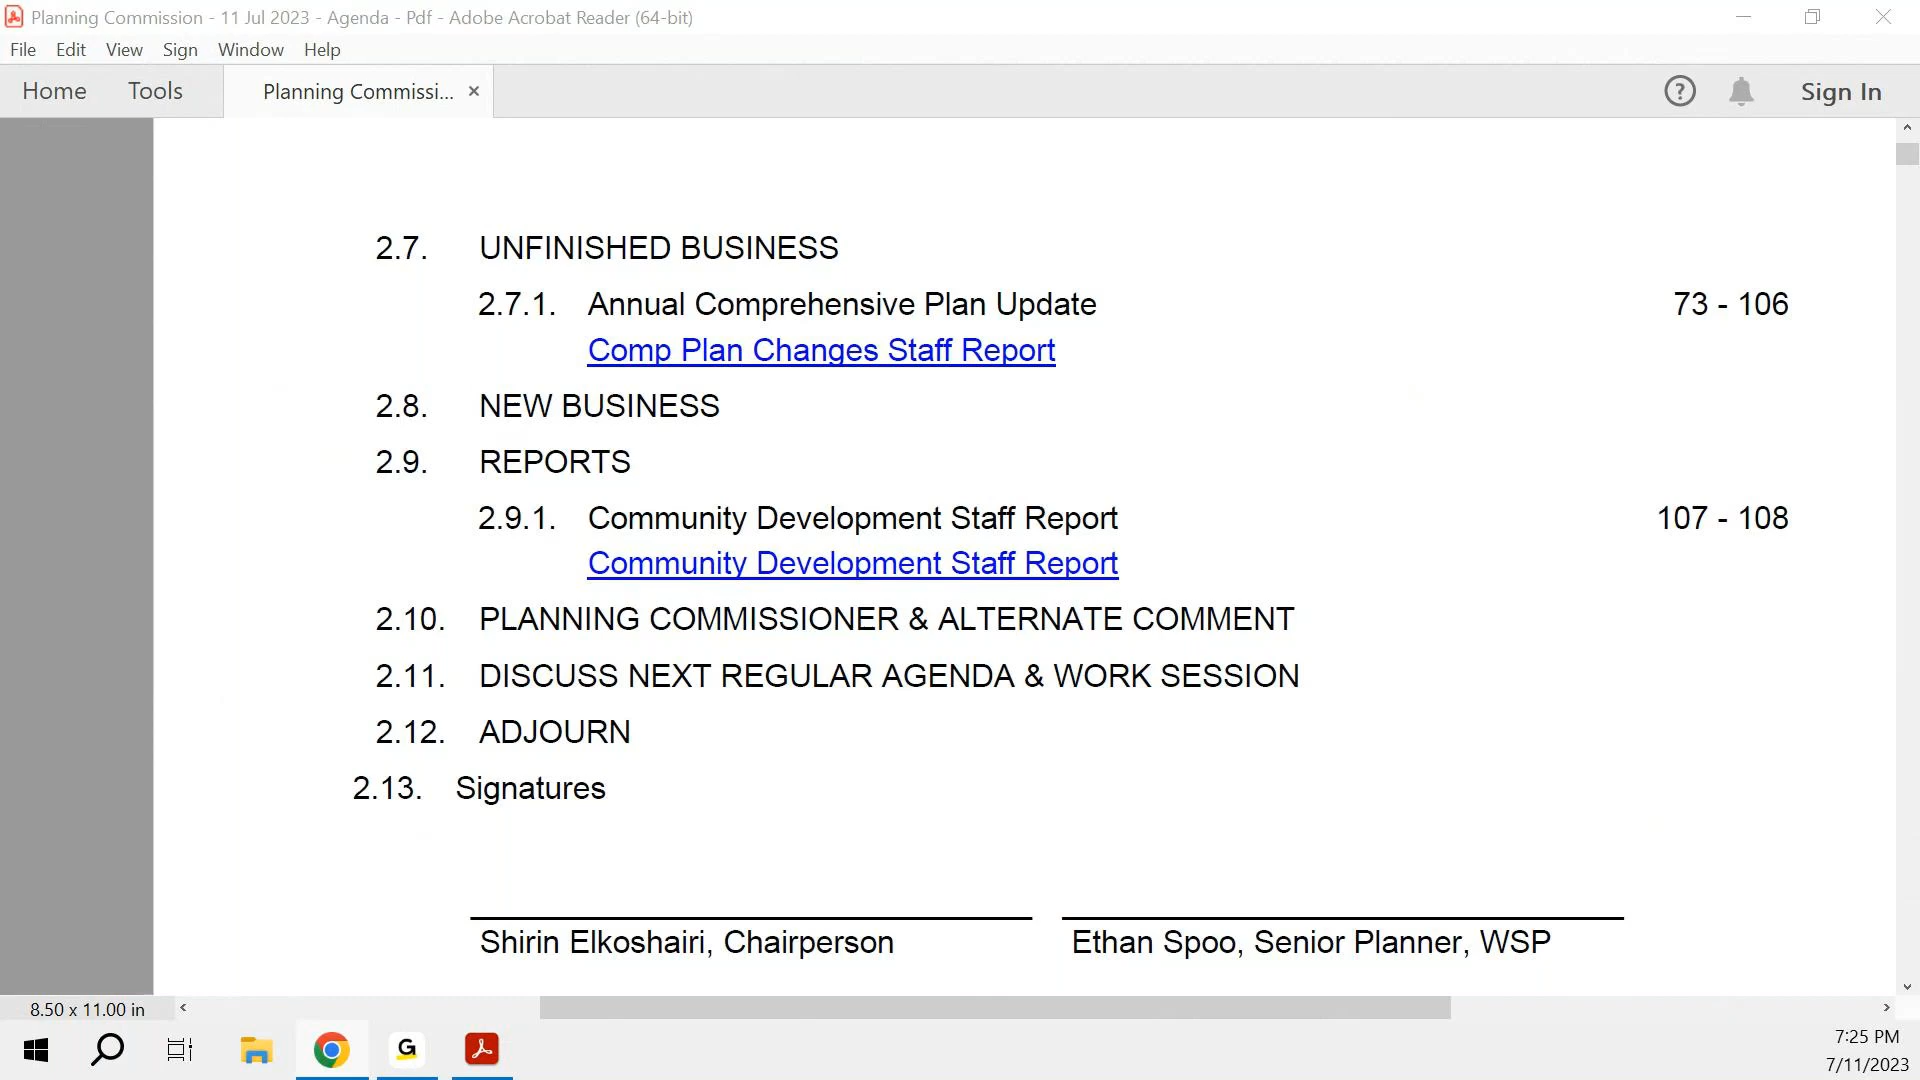 Planning Commission - 11 Jul 2023 - Agenda - Pdf - Adobe Acrobat Reader (64-bit)
File Edit View Sign Window Help
Home Tools Planning Commissi... × ? Sign In
2.7. UNFINISHED BUSINESS
2.7.1. Annual Comprehensive Plan Update 73 - 106
Comp Plan Changes Staff Report
2.8. NEW BUSINESS
2.9. REPORTS
2.9.1. Community Development Staff Report 107 - 108
Community Development Staff Report
2.10. PLANNING COMMISSIONER & ALTERNATE COMMENT
2.11. DISCUSS NEXT REGULAR AGENDA & WORK SESSION
2.12. ADJOURN
2.13. Signatures
Shirin Elkoshairi, Chairperson Ethan Spoo, Senior Planner, WSP
8.50 x 11.00 in
G
7:25 PM
7/11/2023